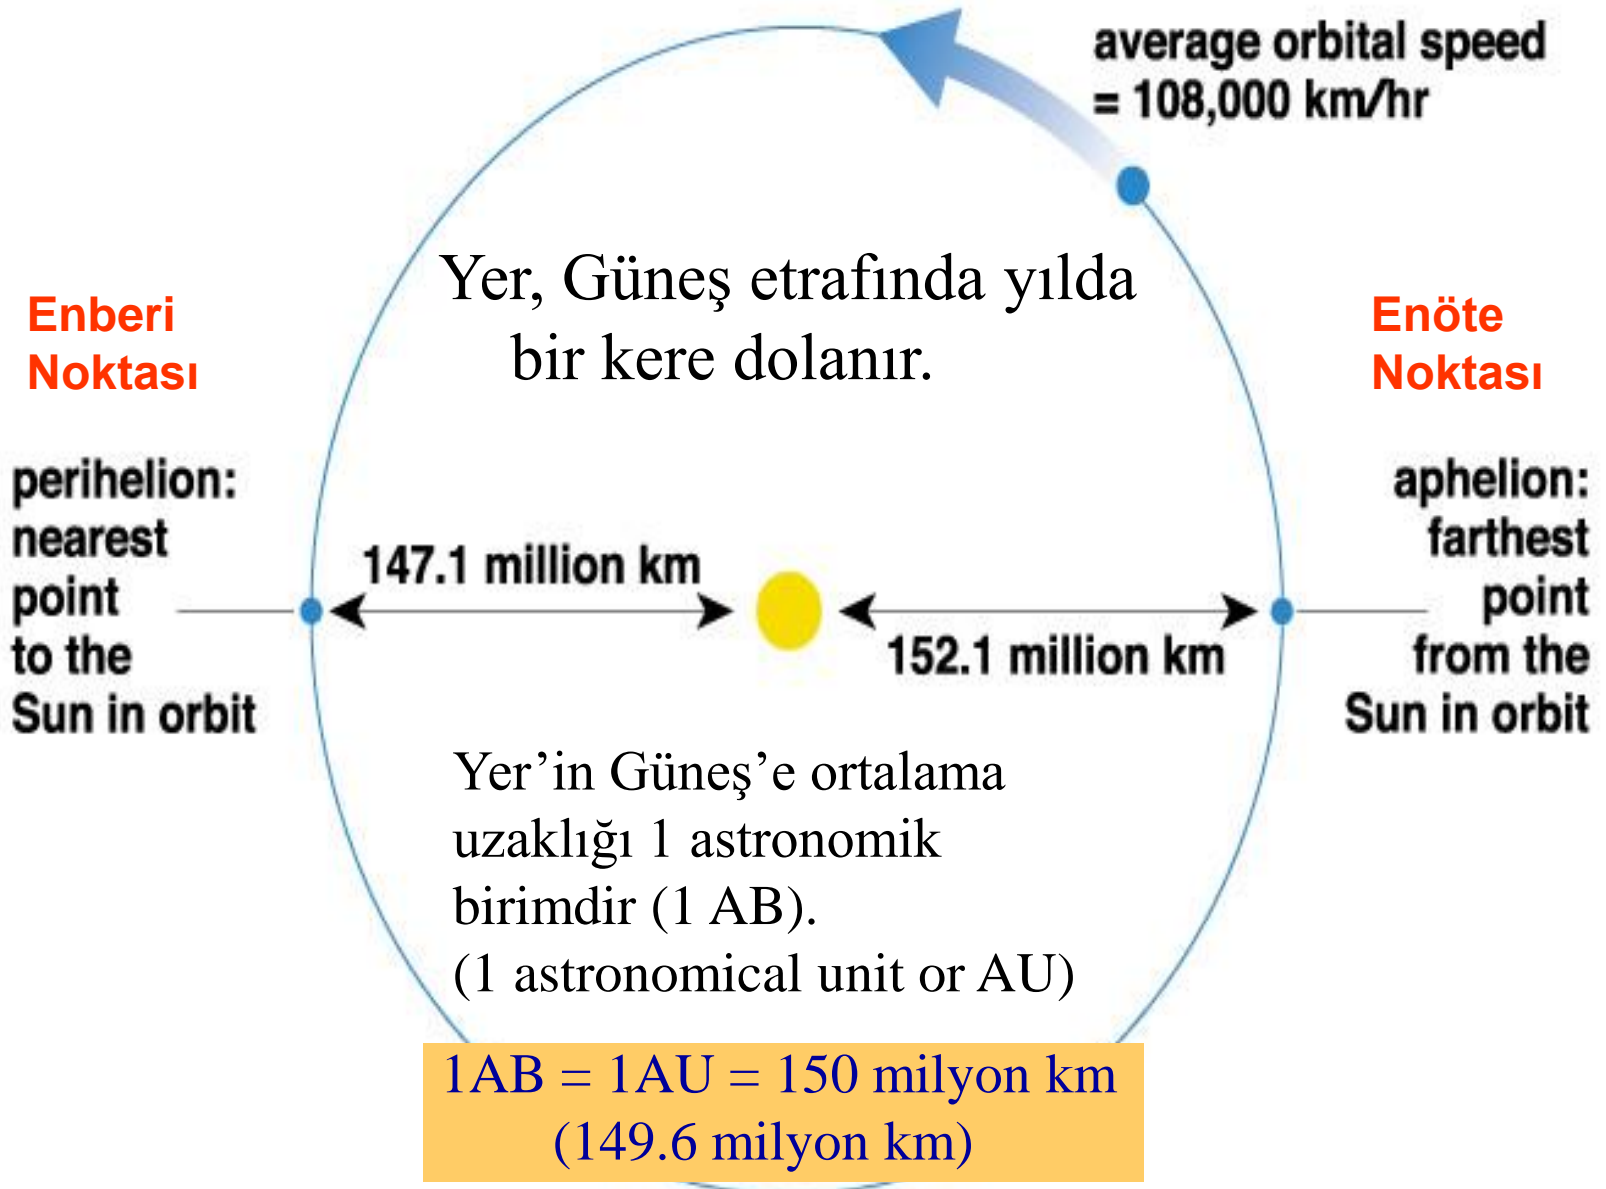 average orbital speed
= 108,000 km/hr
Yer, Güneş etrafında yılda
bir kere dolanır.
Enberi
Noktası
Enöte
Noktası
perihelion:
nearest
point
to the
Sun in orbit
147.1 million km
152.1 million km
aphelion:
farthest
point
from the
Sun in orbit
Yer’in Güneş’e ortalama
uzaklığı 1 astronomik
birimdir (1 AB).
(1 astronomical unit or AU)
1AB = 1AU = 150 milyon km
(149.6 milyon km)